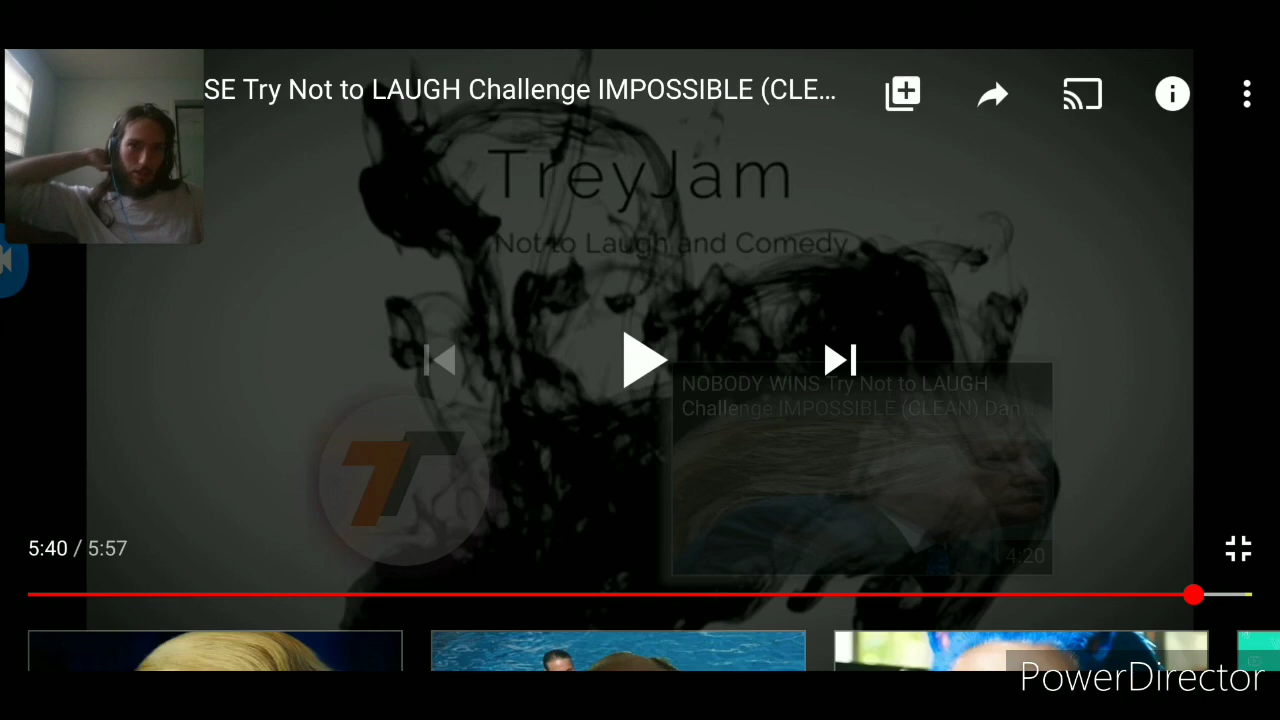 SE Try Not to LAUGH Challenge IMPOSSIBLE (CLE...
TreyJam
Not to Laugh and Comedy
NOBODY WINS Try Not to LAUGH
Challenge IMPOSSIBLE (CLEAN) Dan
4:20
5:40 / 5:57
PowerDirector